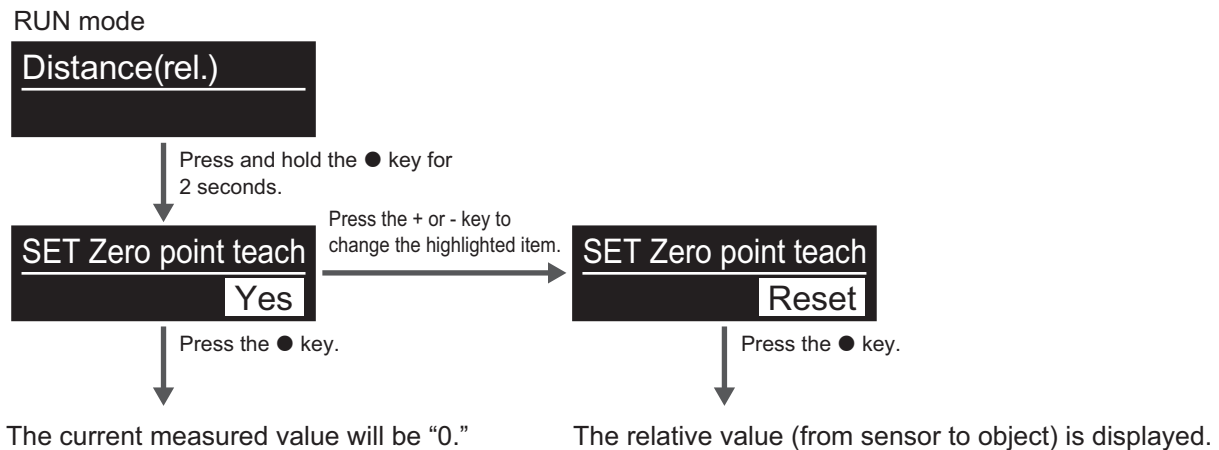 RUN mode
Distance(rel.)
Press and hold the ● key for
2 seconds.
SET Zero point teach
Yes
Press the + or - key to
change the highlighted item.
SET Zero point teach
Reset
Press the ● key.
Press the ● key.
The current measured value will be “0.”
The relative value (from sensor to object) is displayed.